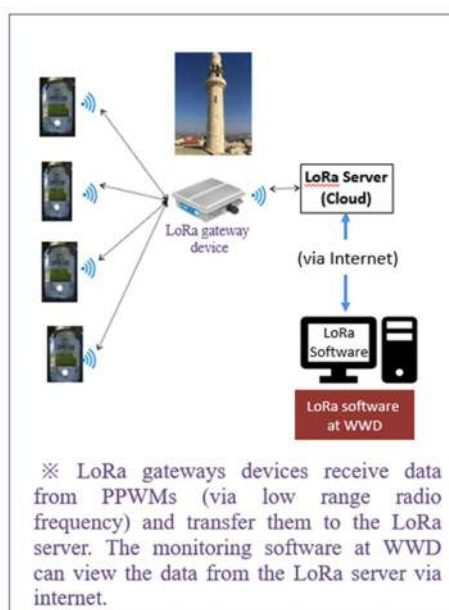 LoRa Server
(Cloud)
LoRa gateway
device
(via Internet)
LoRa
Software
LoRa software
at WWD
※ LoRa gateways devices receive data
from PPWMs (via low range radio
frequency) and transfer them to the LoRa
server. The monitoring software at WWD
can view the data from the LoRa server via
internet.